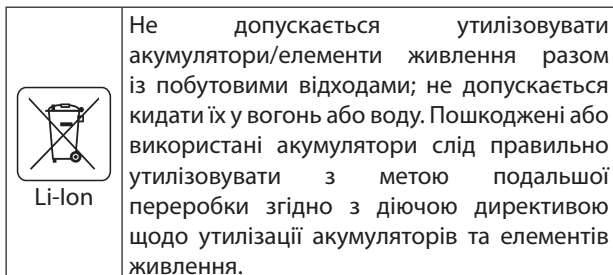 Не допускається утилізовувати
акумулятори/елементи живлення разом
із побутовими відходами; не допускається
кидати їх у вогонь або воду. Пошкоджені або
використані акумулятори слід правильно
утилізовувати з метою подальшої
переробки згідно з діючою директивою
щодо утилізації акумуляторів та елементів
живлення.
Li-Ion